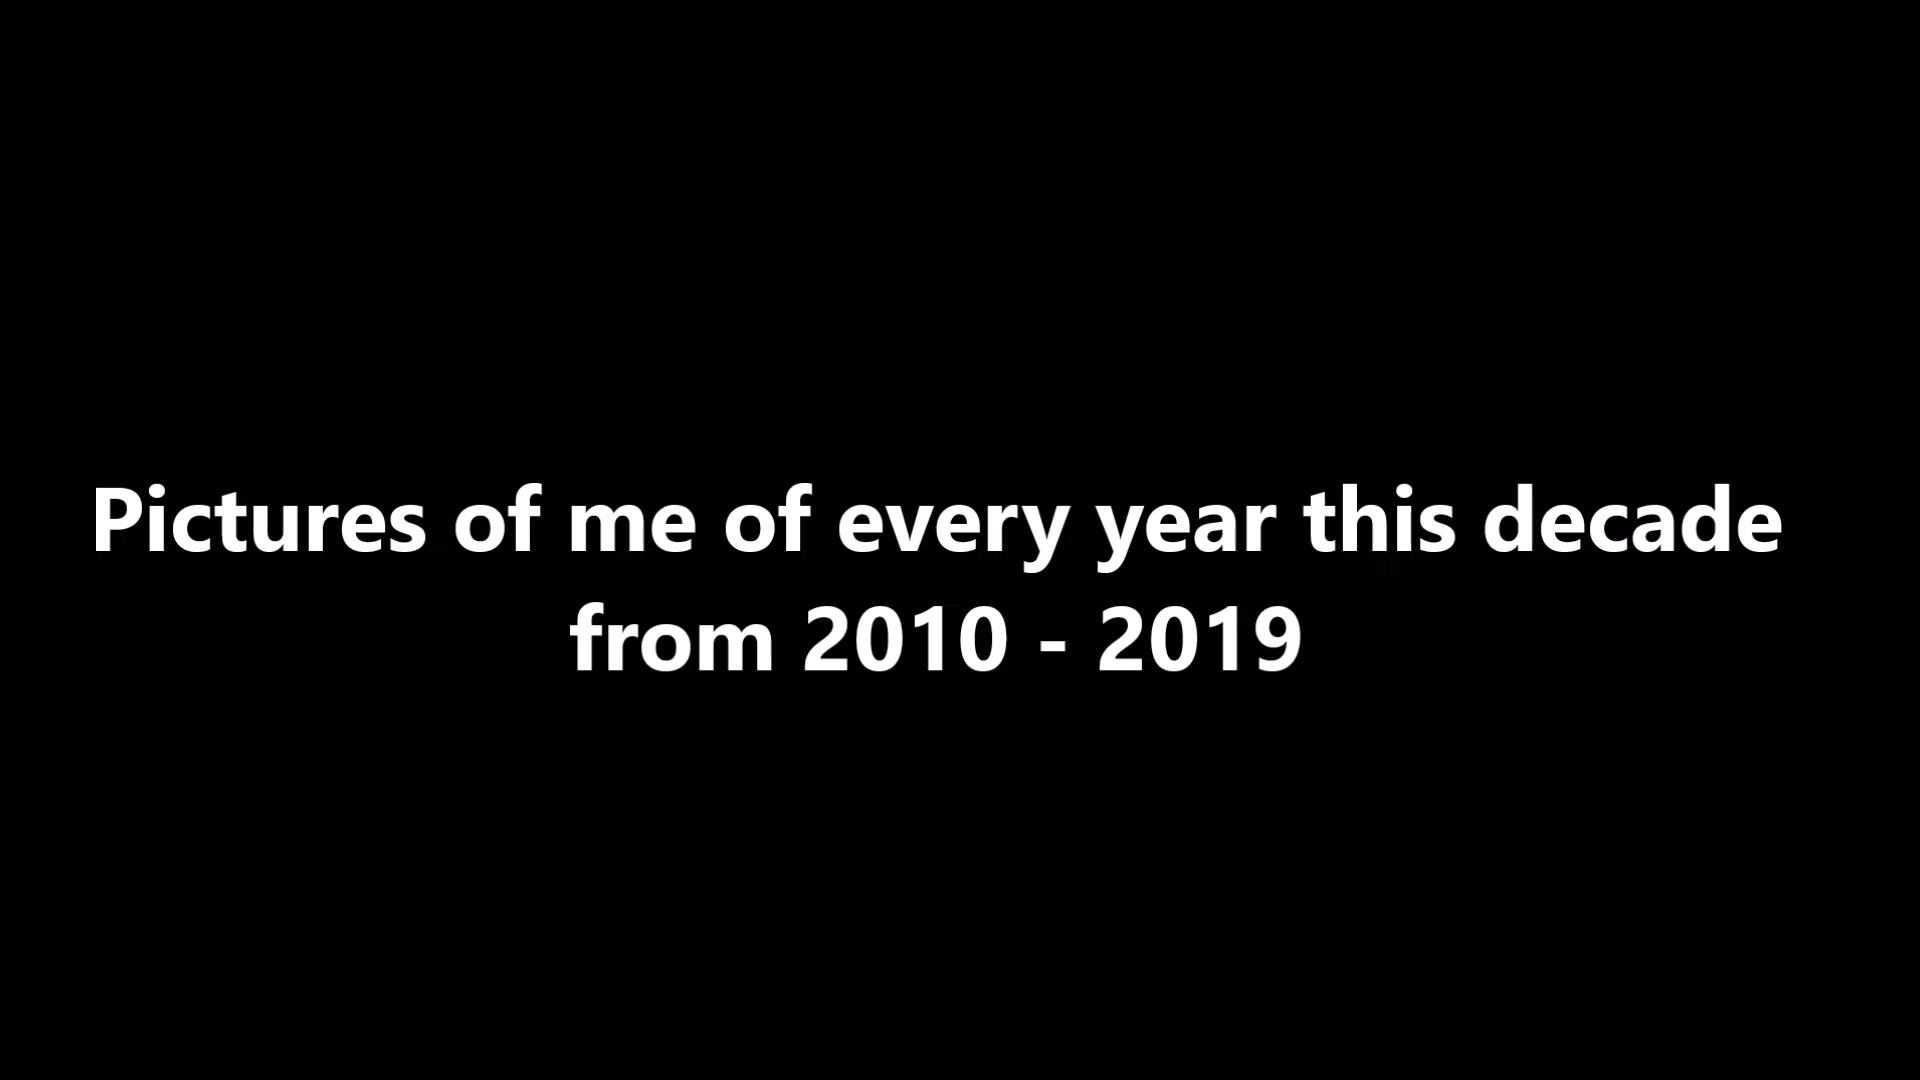 Pictures of me of every year this decade
from 2010 - 2019